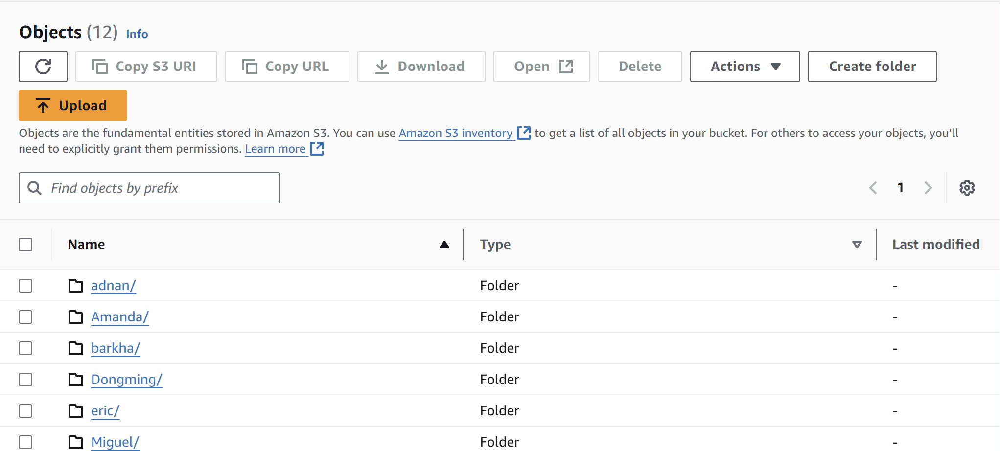 Objects (12) Info
Copy S3 URI Copy URL Download Open Delete Actions Create folder
Upload
Objects are the fundamental entities stored in Amazon S3. You can use Amazon S3 inventory to get a list of all objects in your bucket. For others to access your objects, you'll
need to explicitly grant them permissions. Learn more
Find objects by prefix 1
Name Type Last modified
adnan/ Folder -
Amanda/ Folder -
barkha/ Folder -
Dongming/ Folder -
eric/ Folder -
Miguel/ Folder -